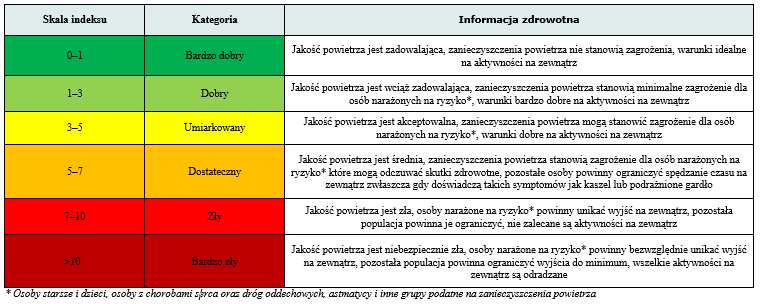 Skala indeksu Kategoria Informacja zdrowotna
0–1 Bardzo dobry Jakość powietrza jest zadowalająca, zanieczyszczenia powietrza nie stanowią zagrożenia, warunki idealne
na aktywności na zewnątrz
1–3 Dobry Jakość powietrza jest wciąż zadowalająca, zanieczyszczenia powietrza stanowią minimalne zagrożenie dla
osób narażonych na ryzyko*, warunki bardzo dobre na aktywności na zewnątrz
3–5 Umiarkowany Jakość powietrza jest akceptowalna, zanieczyszczenia powietrza mogą stanowić zagrożenie dla osób
narażonych na ryzyko*, warunki dobre na aktywności na zewnątrz
5–7 Dostateczny Jakość powietrza jest średnia, zanieczyszczenia powietrza stanowią zagrożenie dla osób narażonych na
ryzyko* które mogą odczuwać skutki zdrowotne, pozostałe osoby powinny ograniczyć spędzanie czasu na
zewnątrz zwłaszcza gdy doświadczą takich symptomów jak kaszel lub podrażnione gardło
7–10 Zły Jakość powietrza jest zła, osoby narażone na ryzyko* powinny unikać wyjść na zewnątrz, pozostała
populacja powinna je ograniczyć, nie zalecane są aktywności na zewnątrz
>10 Bardzo zły Jakość powietrza jest niebezpiecznie zła, osoby narażone na ryzyko* powinny bezwzględnie unikać wyjść
na zewnątrz, pozostała populacja powinna ograniczyć wyjścia do minimum, wszelkie aktywności na
zewnątrz są odradzane
* Osoby starsze i dzieci, osoby z chorobami serca oraz dróg oddechowych, astmatycy i inne grupy podatne na zanieczyszczenia powietrza